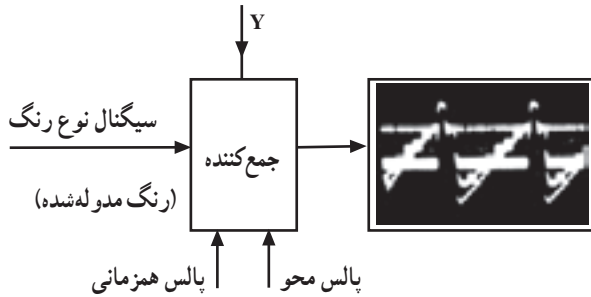 Y
سیگنال نوع رنگ
جمع‌کننده
(رنگ مدوله‌شده)
پالس همزمانی
پالس محو